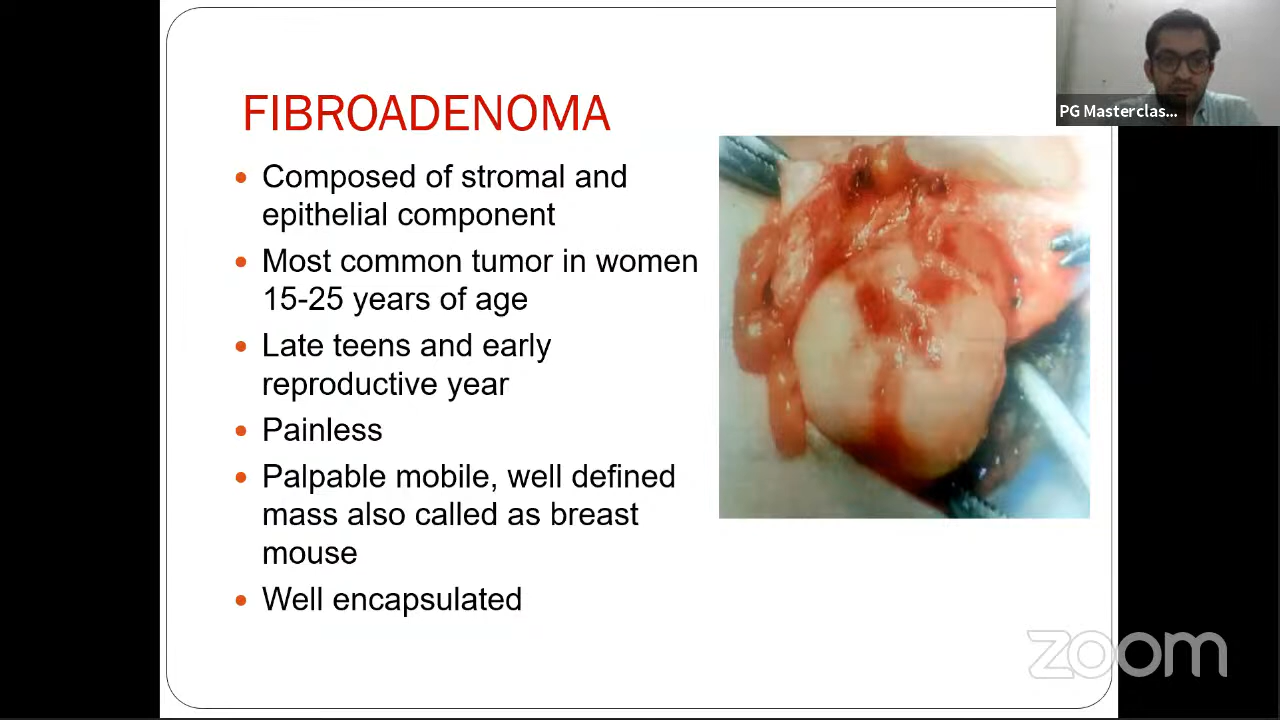 PG Masterclas...
FIBROADENOMA
• Composed of stromal and
epithelial component
• Most common tumor in women
15-25 years of age
• Late teens and early
reproductive year
• Painless
• Palpable mobile, well defined
mass also called as breast
mouse
• Well encapsulated
zoom